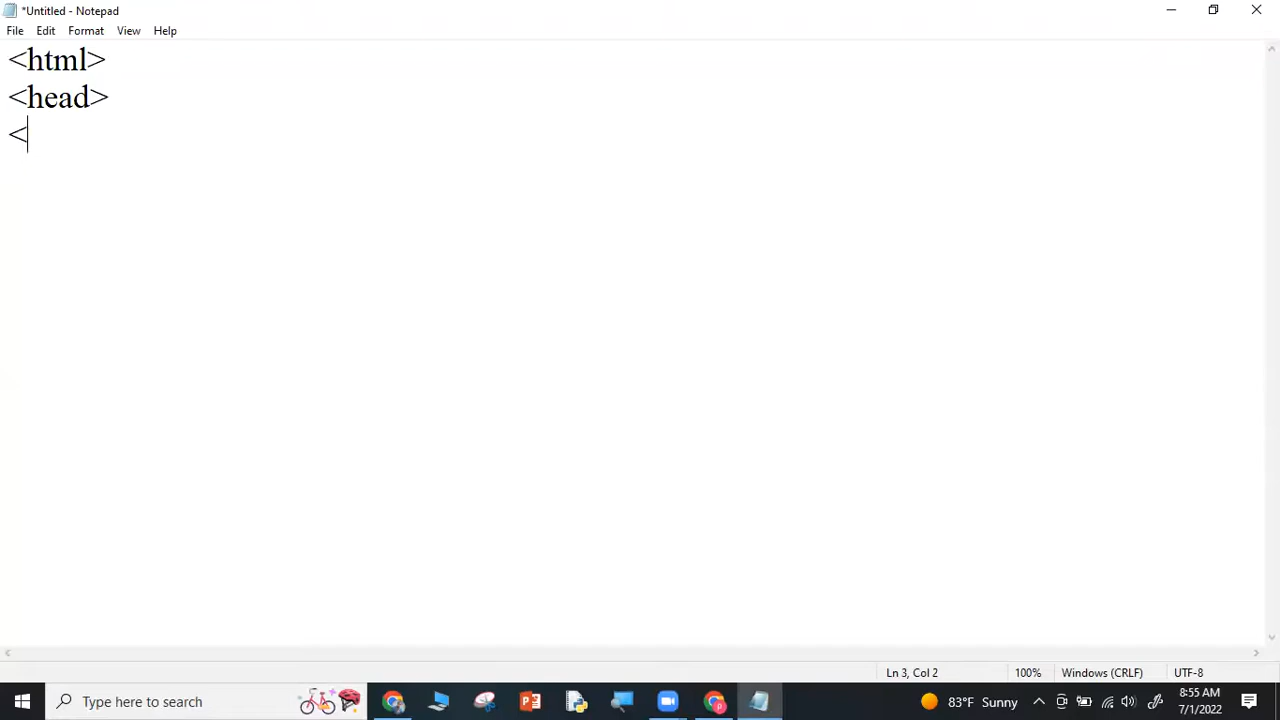 *Untitled - Notepad
File Edit Format View Help
<html>
<head>
<
Ln 3, Col 2 100% Windows (CRLF) UTF-8
Type here to search 83°F Sunny 8:55 AM
7/1/2022